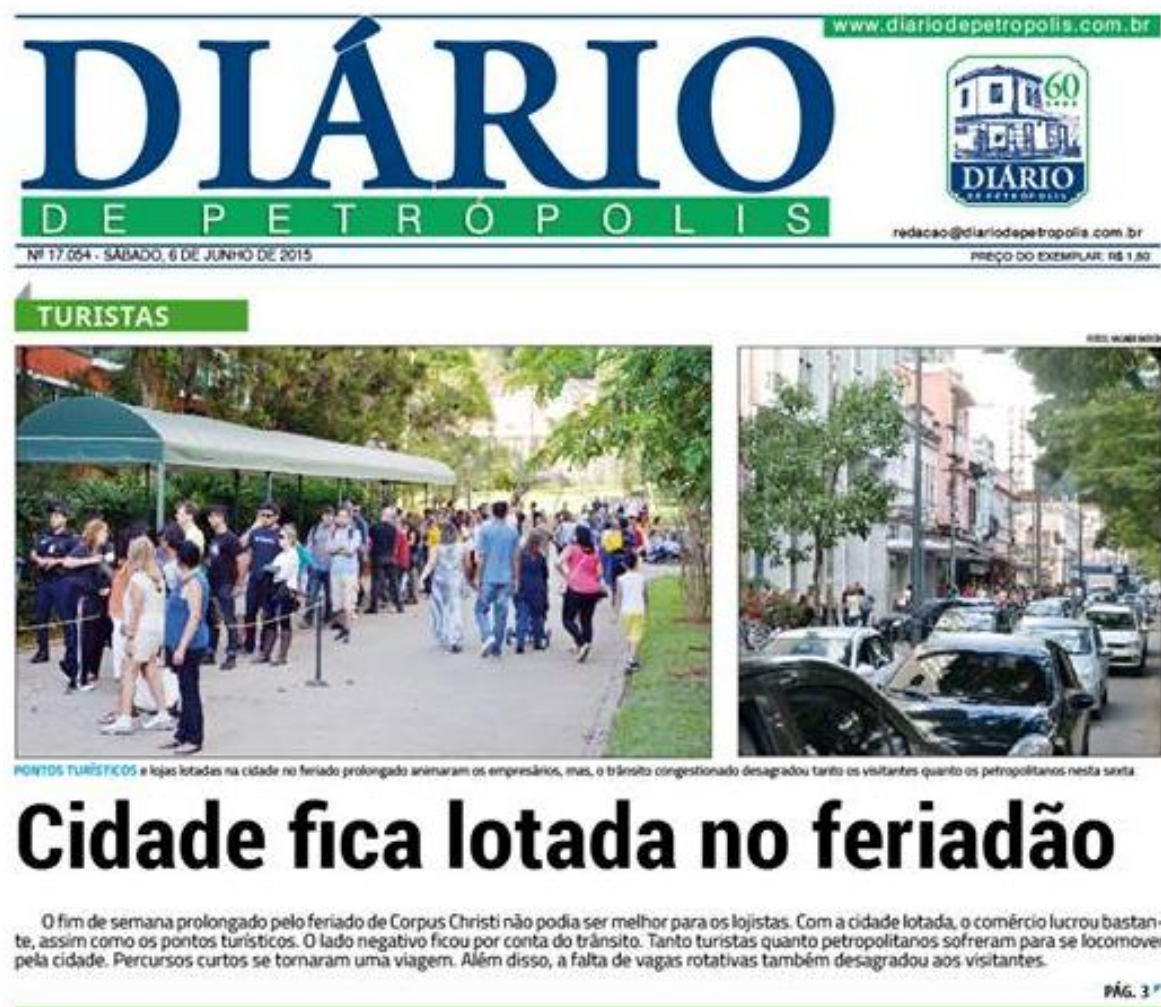 www.diariodepetropolis.com.br
DIÁRIO
DE PETRÓPOLIS
60
ANOS
DIÁRIO
DE PETRÓPOLIS
redacao@diariodepetropolis.com.br
Nº 17.054 - SÁBADO, 6 DE JUNHO DE 2015
PREÇO DO EXEMPLAR: R$ 1,50
TURISTAS
PONTOS TURÍSTICOS e lojas lotadas na cidade no feriado prolongado animaram os empresários, mas, o trânsito congestionado desagradou tanto os visitantes quanto os petropolitanos nesta sexta
Cidade fica lotada no feriadão
O fim de semana prolongado pelo feriado de Corpus Christi não podia ser melhor para os lojistas. Com a cidade lotada, o comércio lucrou bastan-
te, assim como os pontos turísticos. O lado negativo ficou por conta do trânsito. Tanto turistas quanto petropolitanos sofreram para se locomover
pela cidade. Percursos curtos se tornaram uma viagem. Além disso, a falta de vagas rotativas também desagradou aos visitantes.
PÁG. 3